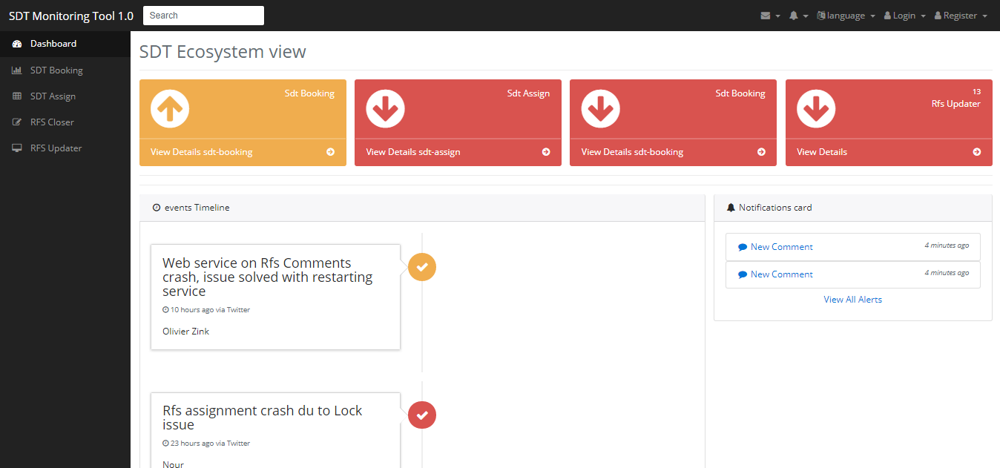 SDT Monitoring Tool 1.0
Search
language
Login
Register
Dashboard
SDT Booking
SDT Assign
RFS Closer
RFS Updater
SDT Ecosystem view
Sdt Booking
View Details sdt-booking
Sdt Assign
View Details sdt-assign
Sdt Booking
View Details sdt-booking
13
Rfs Updater
View Details
events Timeline
Web service on Rfs Comments
crash, issue solved with restarting
service
10 hours ago via Twitter
Olivier Zink
Rfs assignment crash du to Lock
issue
23 hours ago via Twitter
Nour
Notifications card
New Comment
4 minutes ago
New Comment
4 minutes ago
View All Alerts